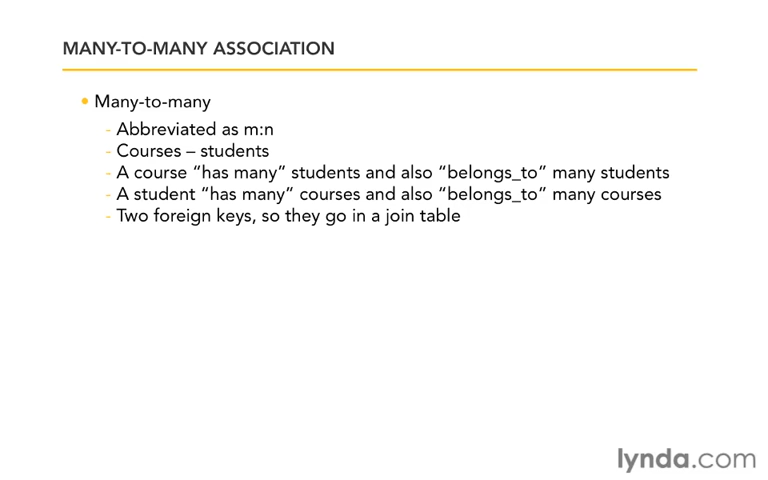 MANY-TO-MANY ASSOCIATION
• Many-to-many
- Abbreviated as m:n
- Courses – students
- A course “has many” students and also “belongs_to” many students
- A student “has many” courses and also “belongs_to” many courses
- Two foreign keys, so they go in a join table
lynda.com